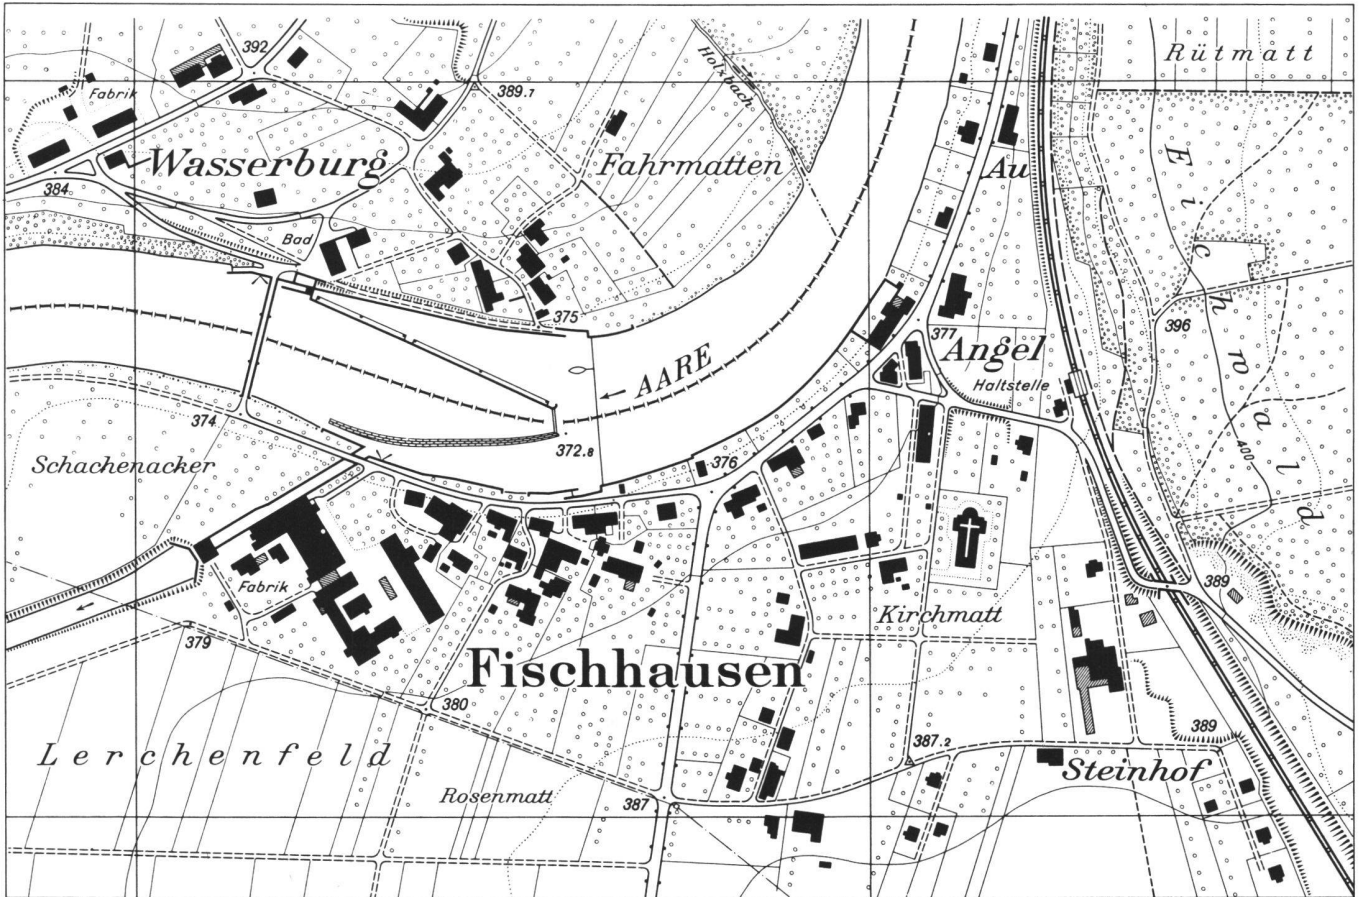 392
Rütmatt
Fabrik
389.7
Holzbach
Wasserburg
Fahrmatten
Au
Eichwald
384
Bad
375
377
396
AARE
Angel
Haltstelle
374
372.8
376
400
Schachenacker
Fabrik
389
Kirchmatt
379
Fischhausen
380
387.2
389
Lerchenfeld
Steinhof
Rosenmatt
387